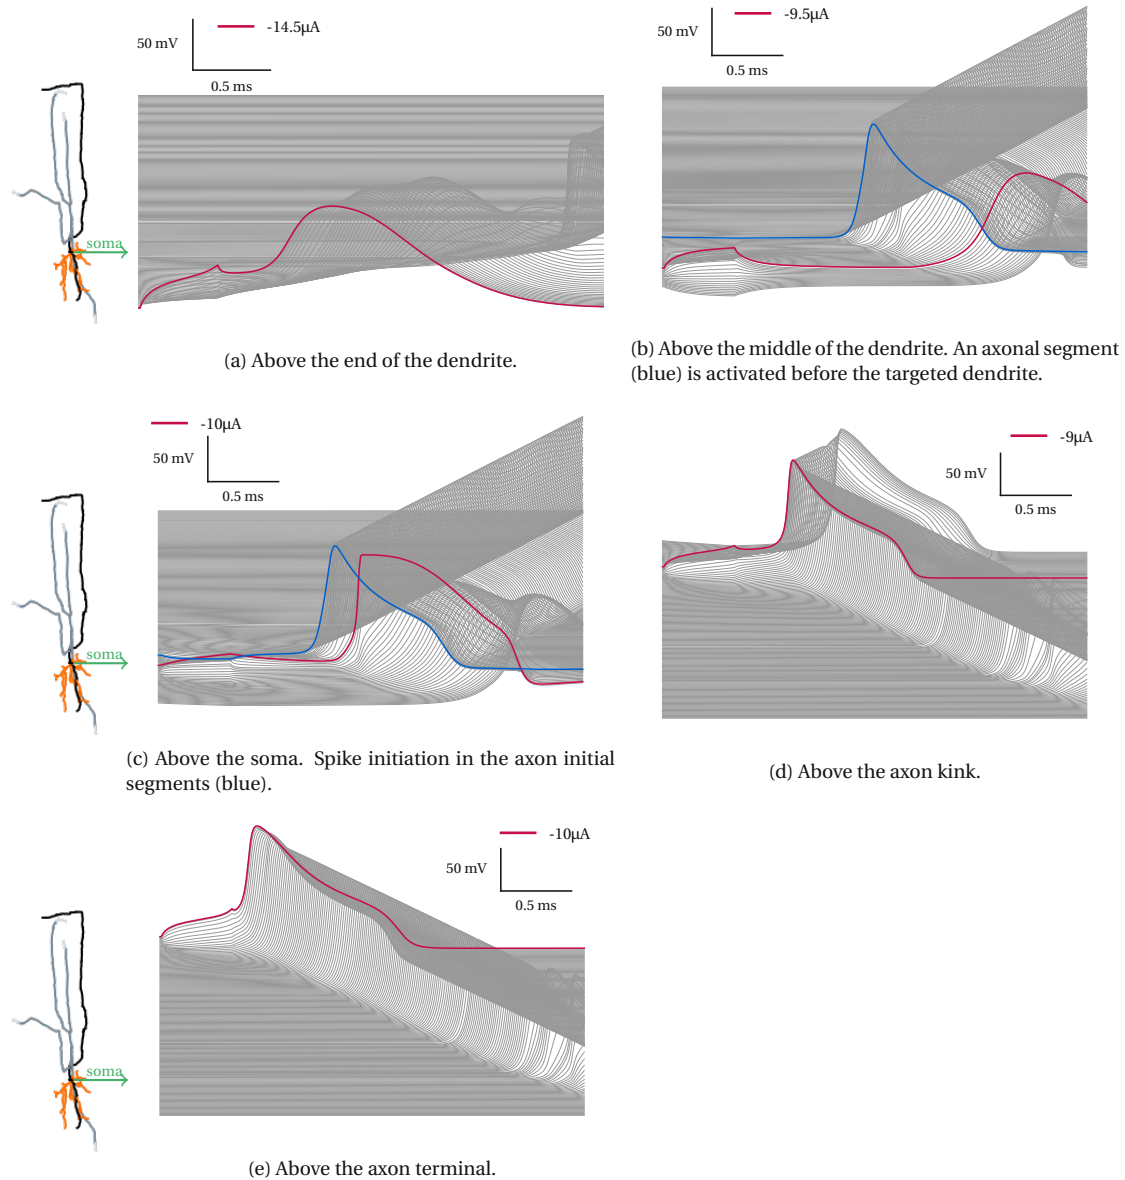 -14.5µA
50 mV
0.5 ms
soma
(a) Above the end of the dendrite.
-9.5µA
50 mV
0.5 ms
(b) Above the middle of the dendrite. An axonal segment
(blue) is activated before the targeted dendrite.
-10µA
50 mV
0.5 ms
soma
(c) Above the soma. Spike initiation in the axon initial
segments (blue).
-9µA
50 mV
0.5 ms
(d) Above the axon kink.
-10µA
50 mV
0.5 ms
soma
(e) Above the axon terminal.